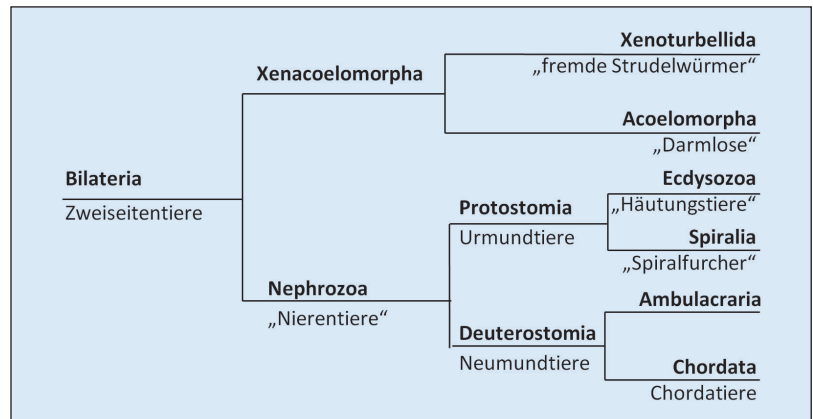 Xenoturbellida
„fremde Strudelwürmer“
Xenacoelomorpha
Acoelomorpha
„Darmlose“
Bilateria
Zweiseitentiere
Ecdysozoa
„Häutungstiere“
Protostomia
Urmundtiere
Spiralia
„Spiralfurcher“
Nephrozoa
„Nierentiere“
Ambulacraria
Deuterostomia
Neumundtiere
Chordata
Chordatiere